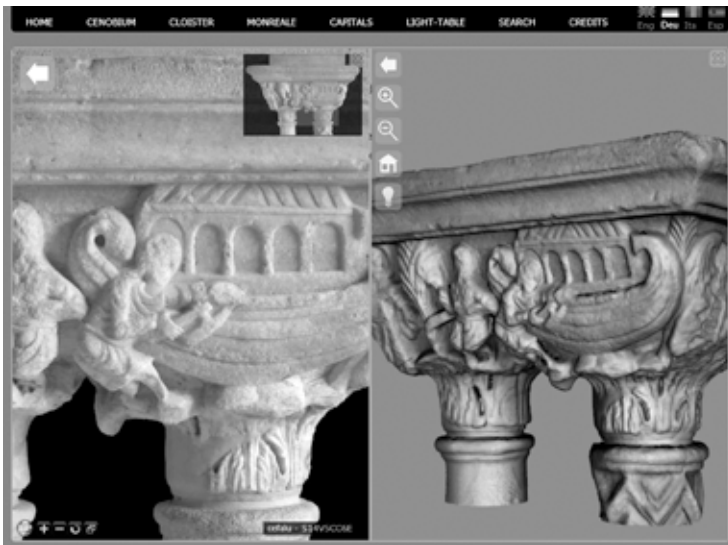 HOME CENOBIUM CLOISTER MONREALE CAPITALS LIGHT-TABLE SEARCH CREDITS
Eng Deu Ita Esp
cefalu -